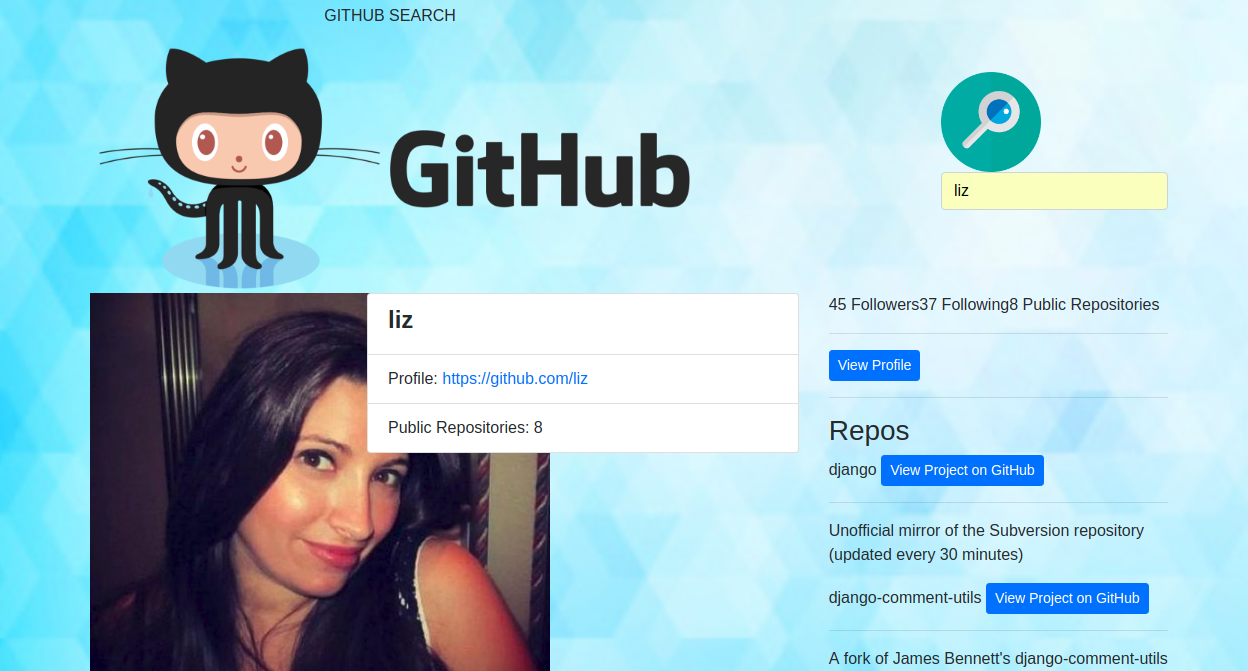 GITHUB SEARCH
GitHub
liz
liz
Profile: https://github.com/liz
Public Repositories: 8
45 Followers37 Following8 Public Repositories
View Profile
Repos
django View Project on GitHub
Unofficial mirror of the Subversion repository
(updated every 30 minutes)
django-comment-utils View Project on GitHub
A fork of James Bennett's django-comment-utils